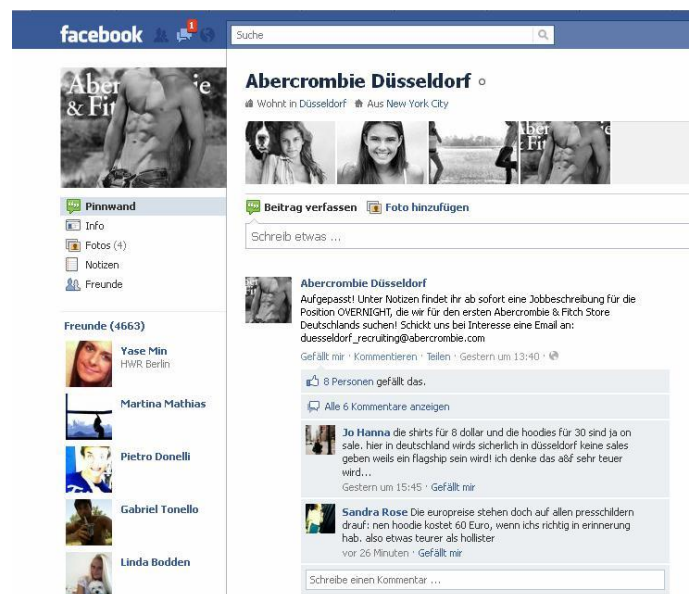 facebook
1
Suche
Abercrombie Düsseldorf
Wohnt in Düsseldorf Aus New York City
Aber ie
& Fit
Pinnwand
Info
Fotos (4)
Notizen
Freunde
Freunde (4663)
Yase Min
HWR Berlin
Martina Mathias
Pietro Donelli
Gabriel Tonello
Linda Bodden
Beitrag verfassen Foto hinzufügen
Schreib etwas ...
Abercrombie Düsseldorf
Aufgepasst! Unter Notizen findet ihr ab sofort eine Jobbeschreibung für die
Position OVERNIGHT, die wir für den ersten Abercrombie & Fitch Store
Deutschlands suchen! Schickt uns bei Interesse eine Email an:
duesseldorf_recruiting@abercrombie.com
Gefällt mir · Kommentieren · Teilen · Gestern um 13:40 ·
8 Personen gefällt das.
Alle 6 Kommentare anzeigen
Jo Hanna die shirts für 8 dollar und die hoodies für 30 sind ja on
sale. hier in deutschland wirds sicherlich in düsseldorf keine sales
geben weils ein flagship sein wird! ich denke das a&f sehr teuer
wird...
Gestern um 15:45 · Gefällt mir
Sandra Rose Die europreise stehen doch auf allen presschildern
drauf: nen hoodie kostet 60 Euro, wenn ichs richtig in erinnerung
hab. also etwas teurer als hollister
vor 26 Minuten · Gefällt mir
Schreibe einen Kommentar ...